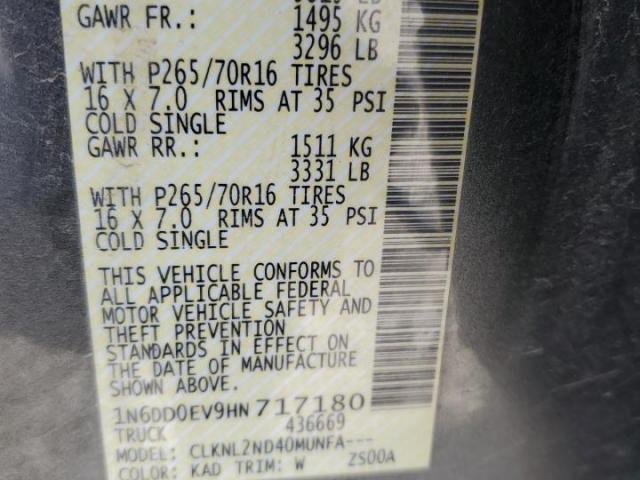 GAWR FR.: 1495 KG
3296 LB
WITH P265/70R16 TIRES
16 X 7.0 RIMS AT 35 PSI
COLD SINGLE
GAWR RR.: 1511 KG
3331 LB
WITH P265/70R16 TIRES
16 X 7.0 RIMS AT 35 PSI
COLD SINGLE
THIS VEHICLE CONFORMS TO
ALL APPLICABLE FEDERAL
MOTOR VEHICLE SAFETY AND
THEFT PREVENTION
STANDARDS IN EFFECT ON
THE DATE OF MANUFACTURE
SHOWN ABOVE.
1N6DD0EV9HN717180
TRUCK 436669
MODEL: CLKNL2ND40MUNFA---
COLOR: KAD TRIM: W ZS00A